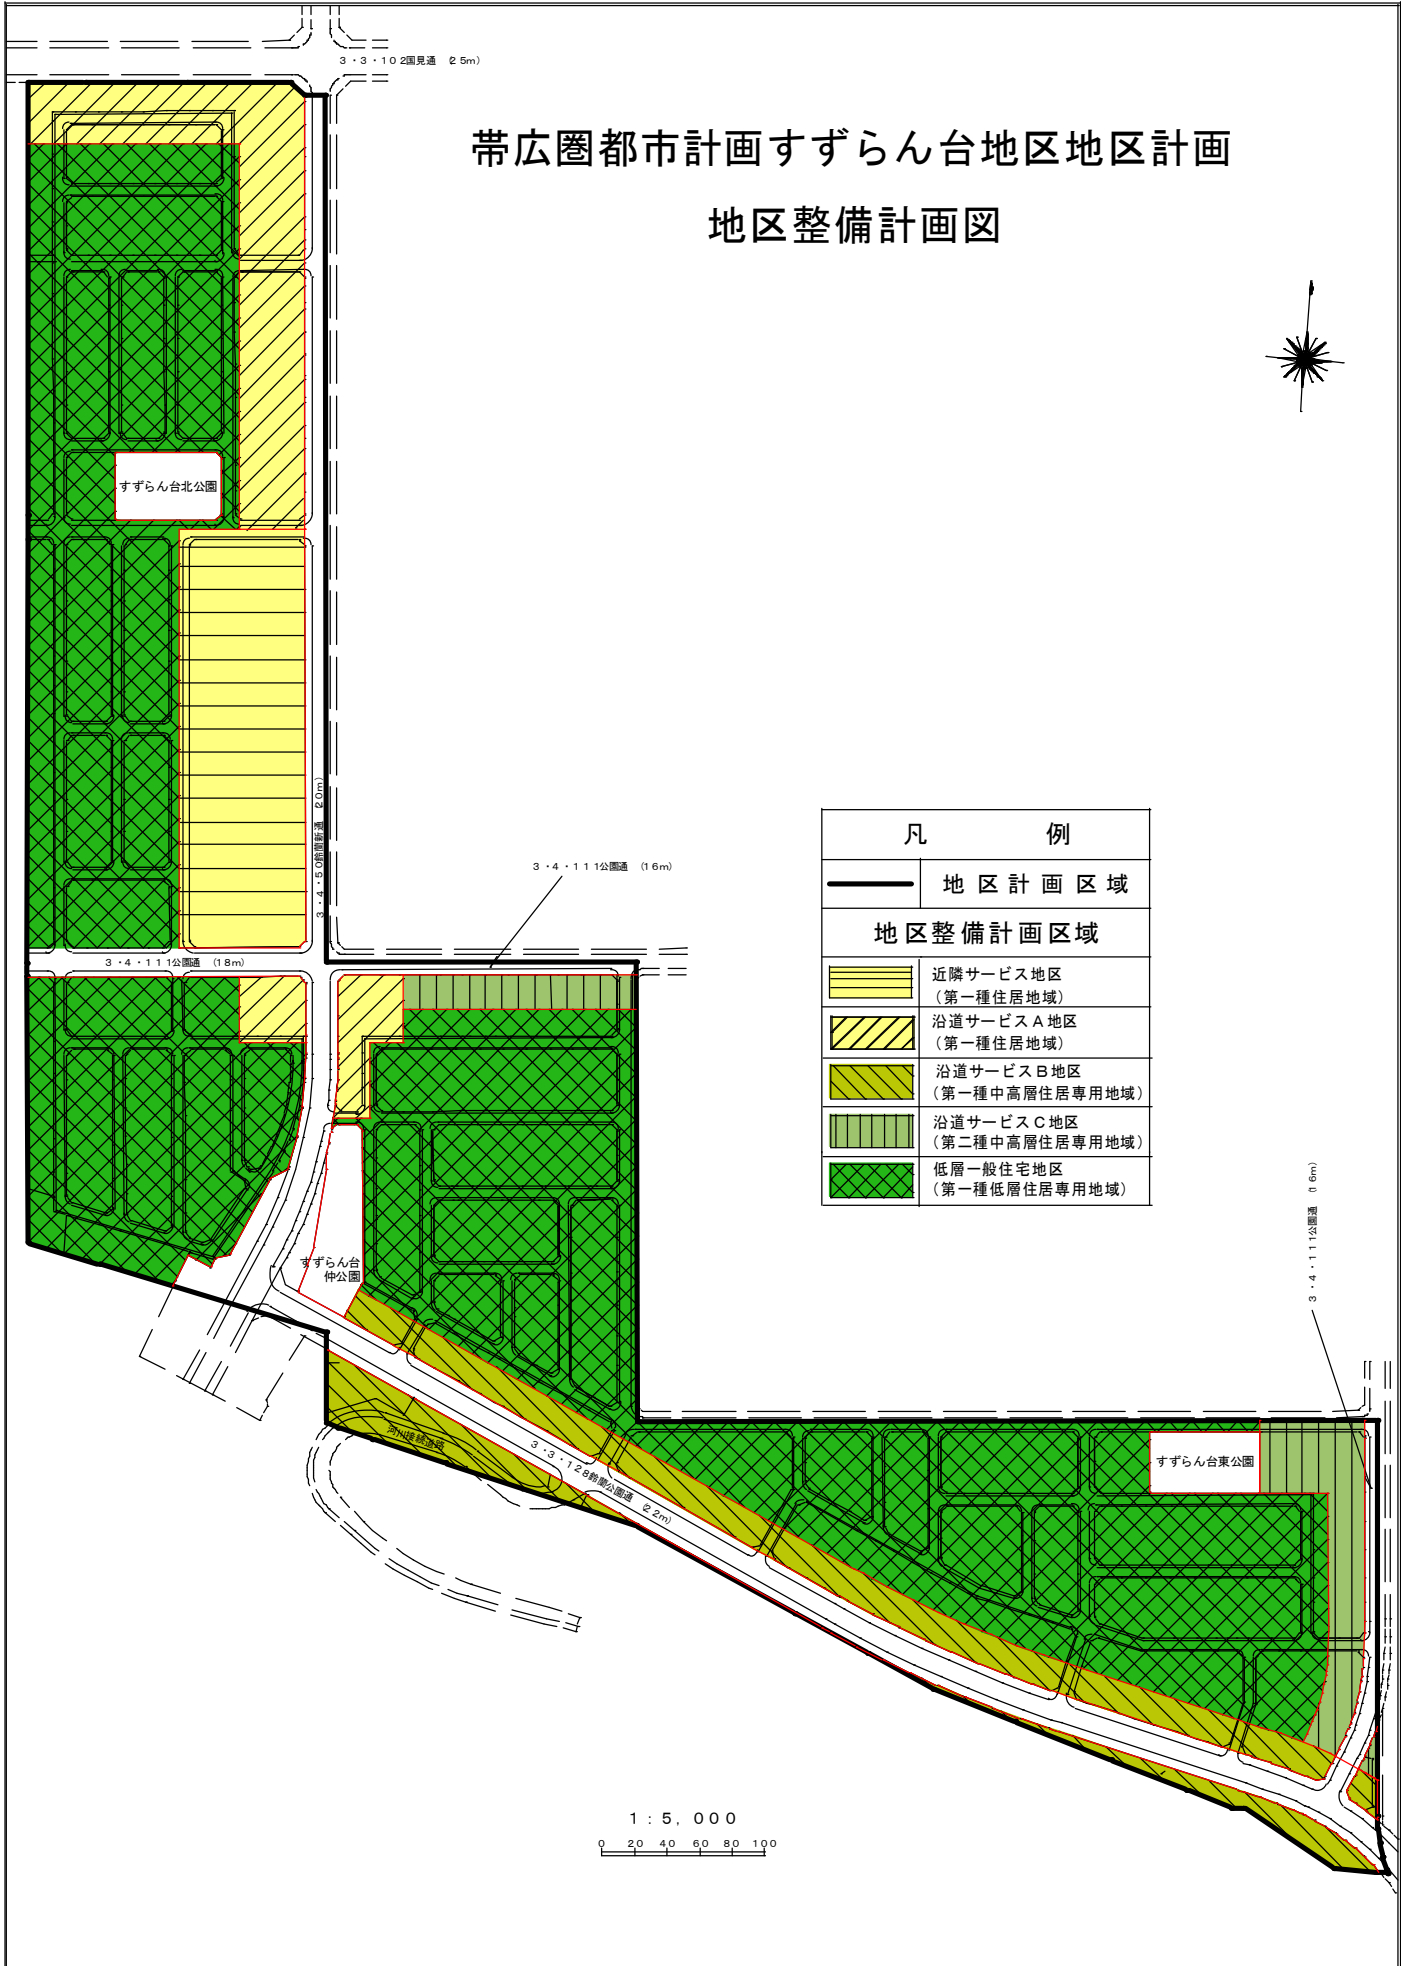 3・3・102国見通 (25m)
帯広圏都市計画すずらん台地区地区計画
地区整備計画図
すずらん台北公園
3・4・50鈴蘭新通 (20m)
3・4・111公園通 (16m)
3・4・111公園通 (18m)
凡例
地区計画区域
地区整備計画区域
近隣サービス地区
(第一種住居地域)
沿道サービスA地区
(第一種住居地域)
沿道サービスB地区
(第一種中高層住居専用地域)
沿道サービスC地区
(第二種中高層住居専用地域)
低層一般住宅地区
(第一種低層住居専用地域)
3・4・111公園通 (16m)
すずらん台
仲公園
河川接続道路
3・3・128鈴蘭公園通 (22m)
すずらん台東公園
1:5,000
0 20 40 60 80 100